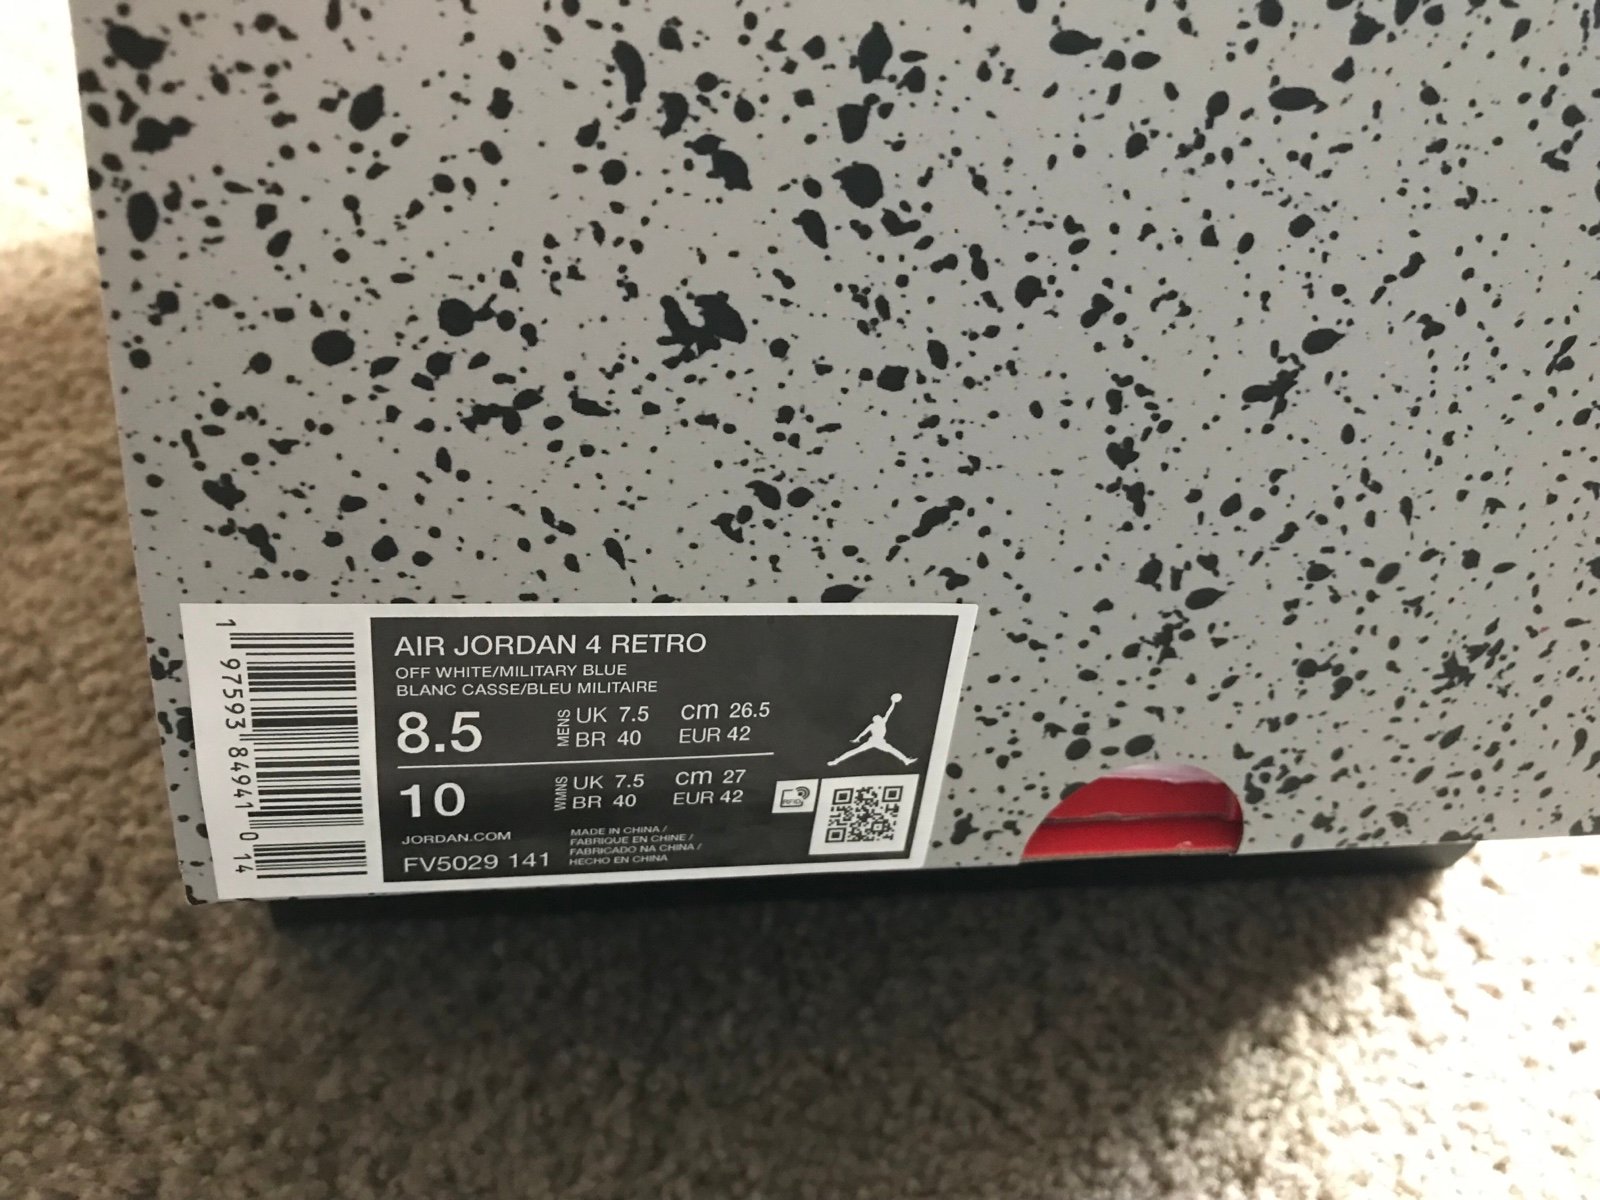 AIR JORDAN 4 RETRO
OFF WHITE/MILITARY BLUE
BLANC CASSE/BLEU MILITAIRE
8.5 MENS UK 7.5 cm 26.5
BR 40 EUR 42
10 WMNS UK 7.5 cm 27
BR 40 EUR 42
RFID
JORDAN.COM
FV5029 141
MADE IN CHINA /
FABRIQUE EN CHINE /
FABRICADO NA CHINA /
HECHO EN CHINA
1 97593 84941 0 14